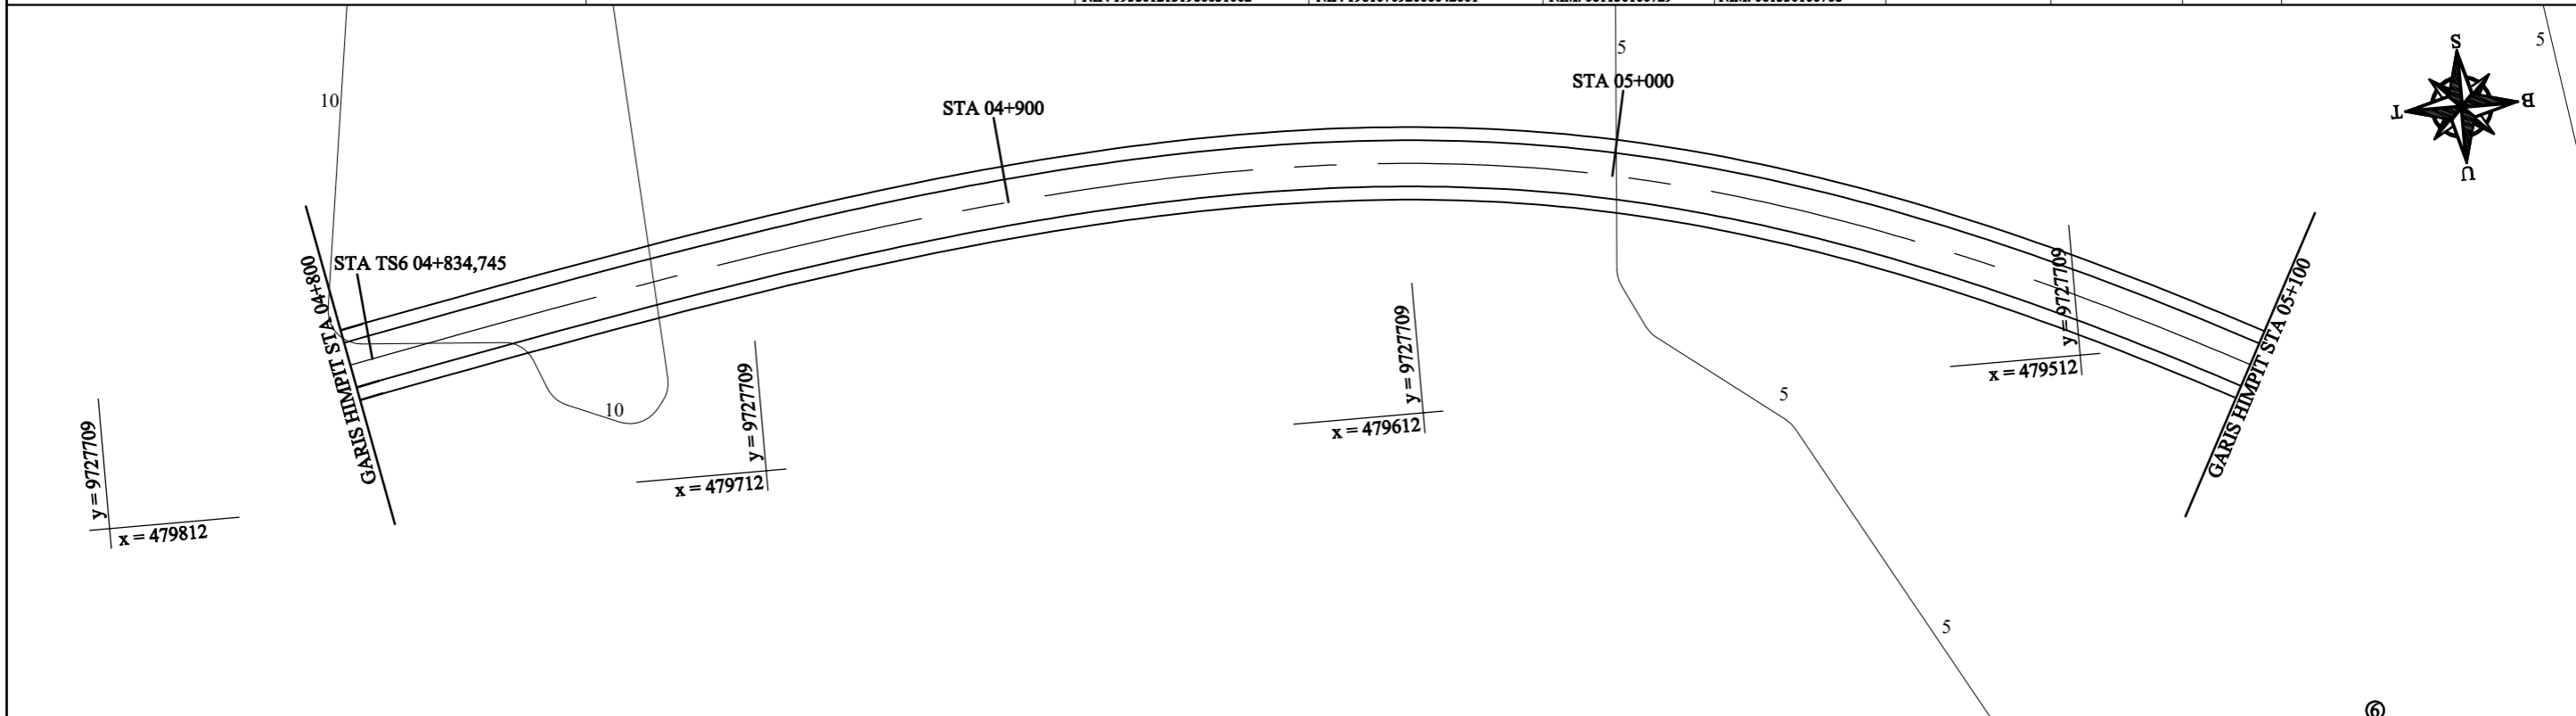 5
5
S
B
T
U
10
STA 05+000
STA 04+900
STA TS6 04+834,745
GARIS HIMPIT STA 04+800
GARIS HIMPIT STA 05+100
y = 9727709
x = 479512
y = 9727709
x = 479612
y = 9727709
x = 479712
y = 9727709
x = 479812
10
5
5
6